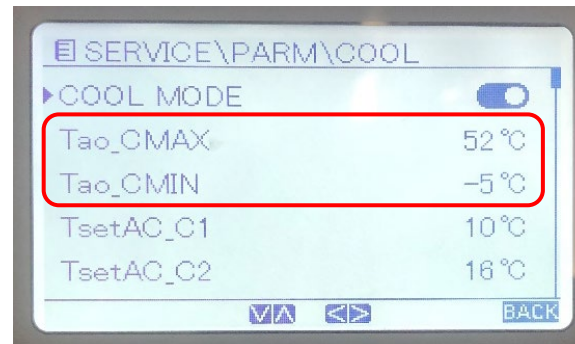 SERVICE\PARM\COOL
COOL MODE
Tao_CMAX 52℃
Tao_CMIN -5℃
TsetAC_C1 10℃
TsetAC_C2 16℃
BACK